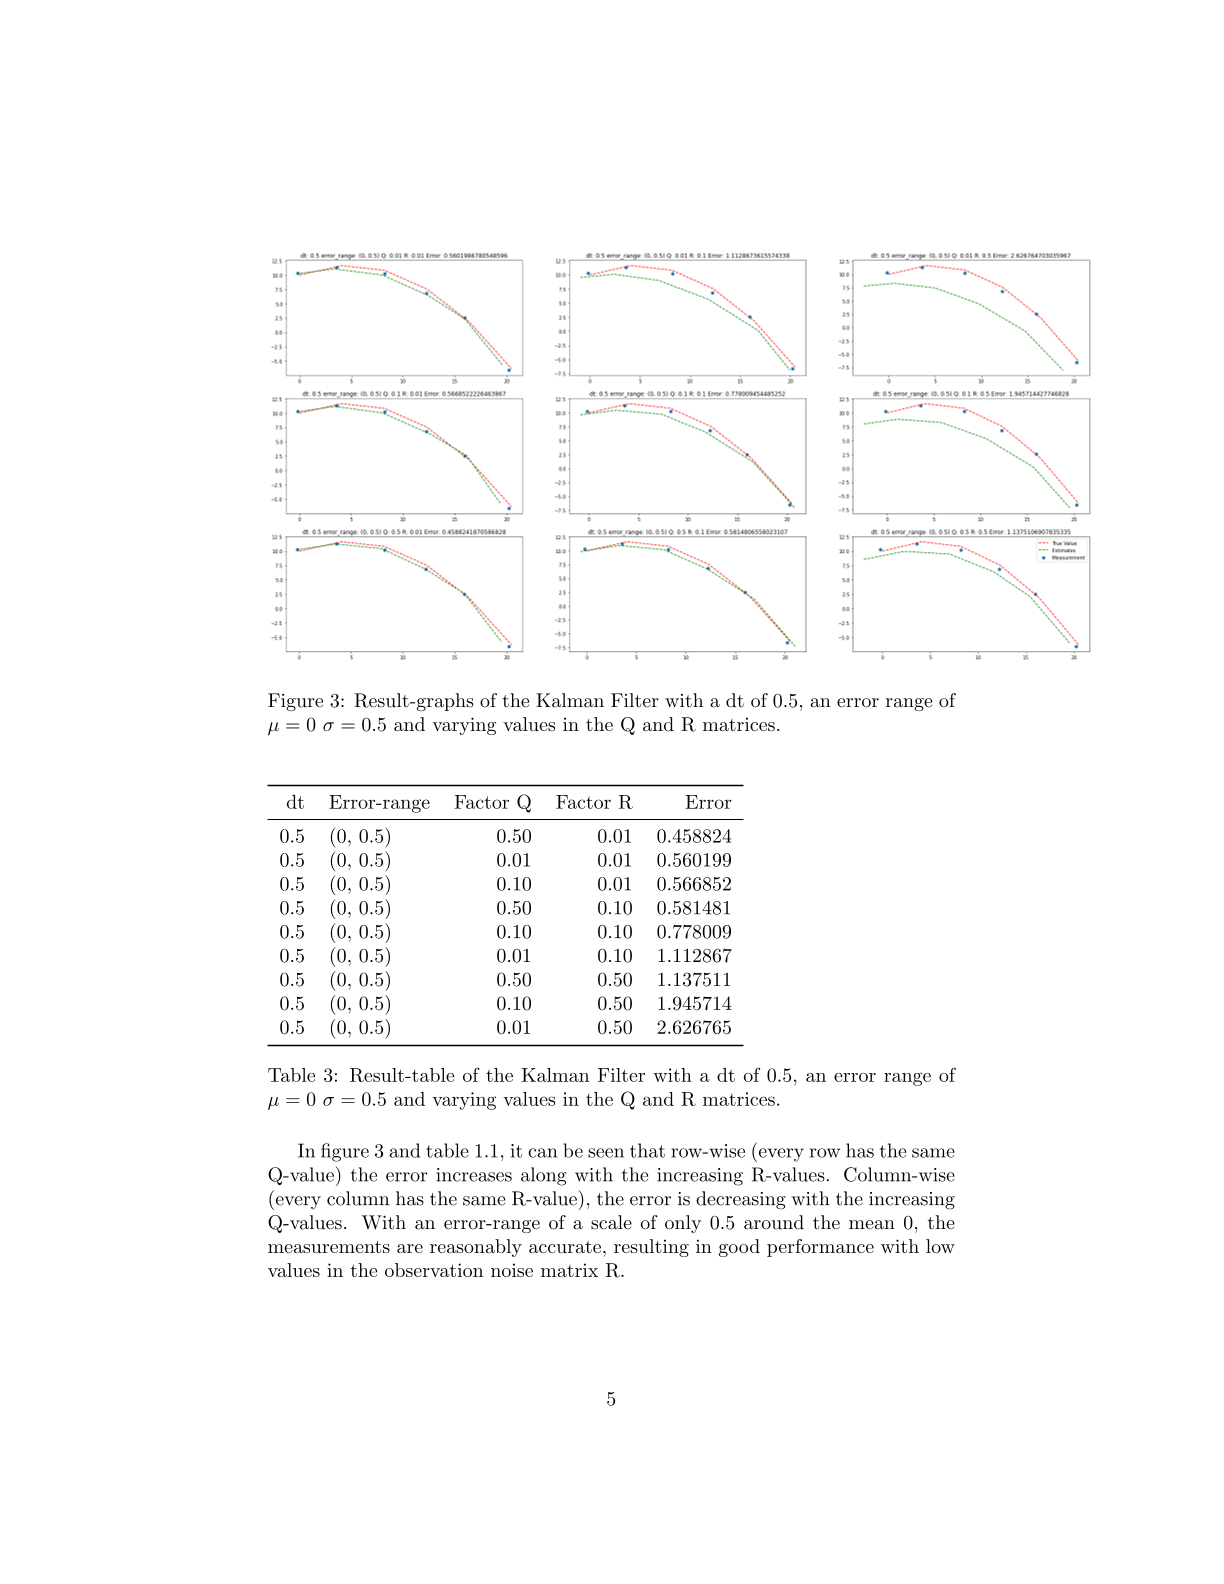 dt: 0.5 error_range: (0, 0.5) Q: 0.01 R: 0.01 Error: 0.5601986780548596
dt: 0.5 error_range: (0, 0.5) Q: 0.01 R: 0.1 Error: 1.1128673615574338
dt: 0.5 error_range: (0, 0.5) Q: 0.01 R: 0.5 Error: 2.626764703035967
dt: 0.5 error_range: (0, 0.5) Q: 0.1 R: 0.01 Error: 0.5668522226463867
dt: 0.5 error_range: (0, 0.5) Q: 0.1 R: 0.1 Error: 0.778009454485252
dt: 0.5 error_range: (0, 0.5) Q: 0.1 R: 0.5 Error: 1.945714427746828
dt: 0.5 error_range: (0, 0.5) Q: 0.5 R: 0.01 Error: 0.4588241870586828
dt: 0.5 error_range: (0, 0.5) Q: 0.5 R: 0.1 Error: 0.5814806558023107
dt: 0.5 error_range: (0, 0.5) Q: 0.5 R: 0.5 Error: 1.1375106907835335
True Value
Estimates
Measurement
Figure 3: Result-graphs of the Kalman Filter with a dt of 0.5, an error range of
μ = 0 σ = 0.5 and varying values in the Q and R matrices.
dt Error-range Factor Q Factor R Error
0.5 (0, 0.5) 0.50 0.01 0.458824
0.5 (0, 0.5) 0.01 0.01 0.560199
0.5 (0, 0.5) 0.10 0.01 0.566852
0.5 (0, 0.5) 0.50 0.10 0.581481
0.5 (0, 0.5) 0.10 0.10 0.778009
0.5 (0, 0.5) 0.01 0.10 1.112867
0.5 (0, 0.5) 0.50 0.50 1.137511
0.5 (0, 0.5) 0.10 0.50 1.945714
0.5 (0, 0.5) 0.01 0.50 2.626765
Table 3: Result-table of the Kalman Filter with a dt of 0.5, an error range of
μ = 0 σ = 0.5 and varying values in the Q and R matrices.
In figure 3 and table 1.1, it can be seen that row-wise (every row has the same
Q-value) the error increases along with the increasing R-values. Column-wise
(every column has the same R-value), the error is decreasing with the increasing
Q-values. With an error-range of a scale of only 0.5 around the mean 0, the
measurements are reasonably accurate, resulting in good performance with low
values in the observation noise matrix R.
5